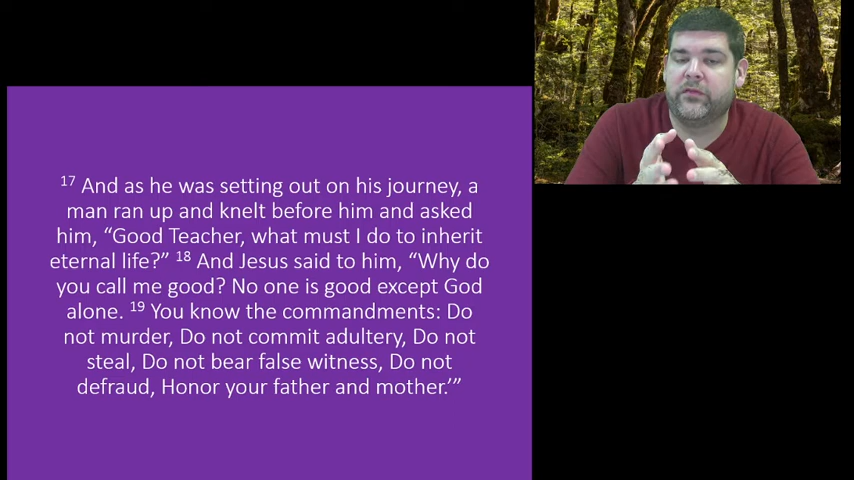 17 And as he was setting out on his journey, a
man ran up and knelt before him and asked
him, “Good Teacher, what must I do to inherit
eternal life?” 18 And Jesus said to him, “Why do
you call me good? No one is good except God
alone. 19 You know the commandments: Do
not murder, Do not commit adultery, Do not
steal, Do not bear false witness, Do not
defraud, Honor your father and mother.’”